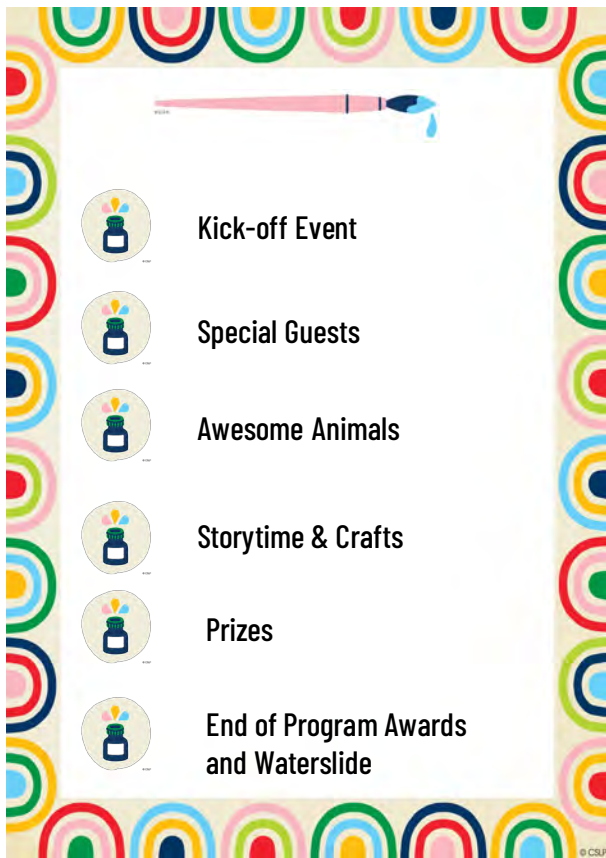 Kick-off Event
Special Guests
Awesome Animals
Storytime & Crafts
Prizes
End of Program Awards
and Waterslide